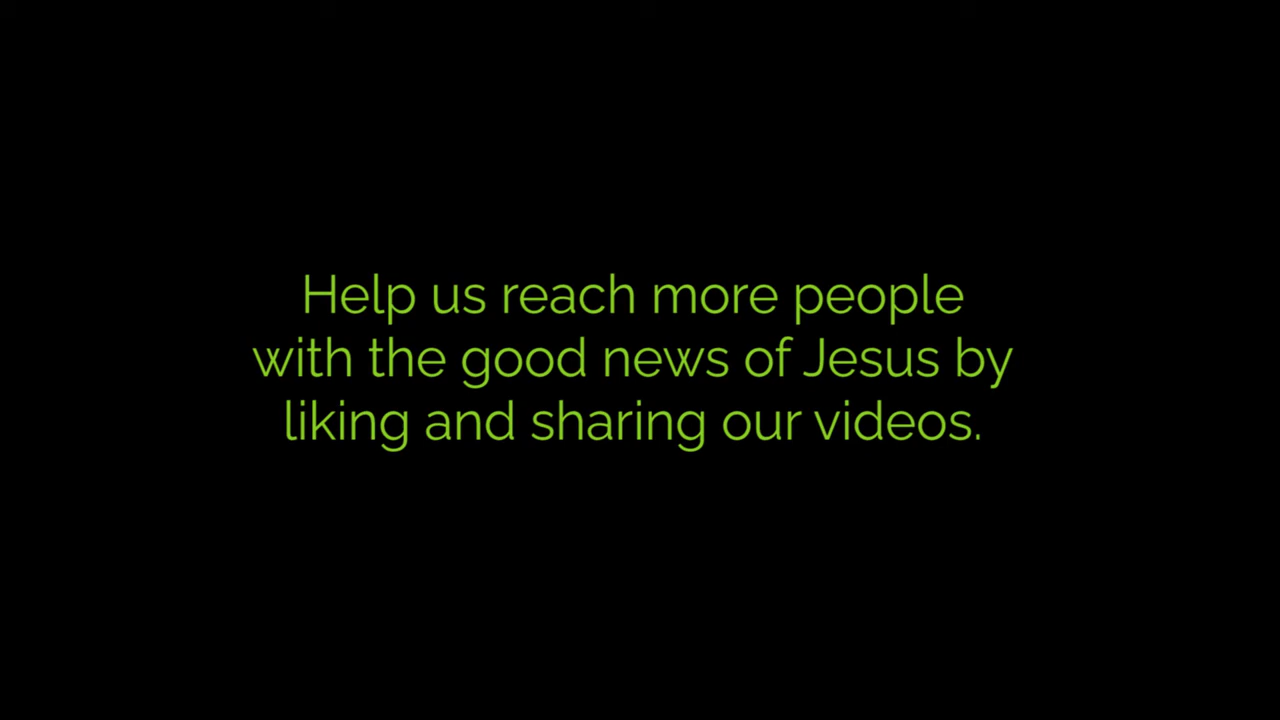 Help us reach more people
with the good news of Jesus by
liking and sharing our videos.